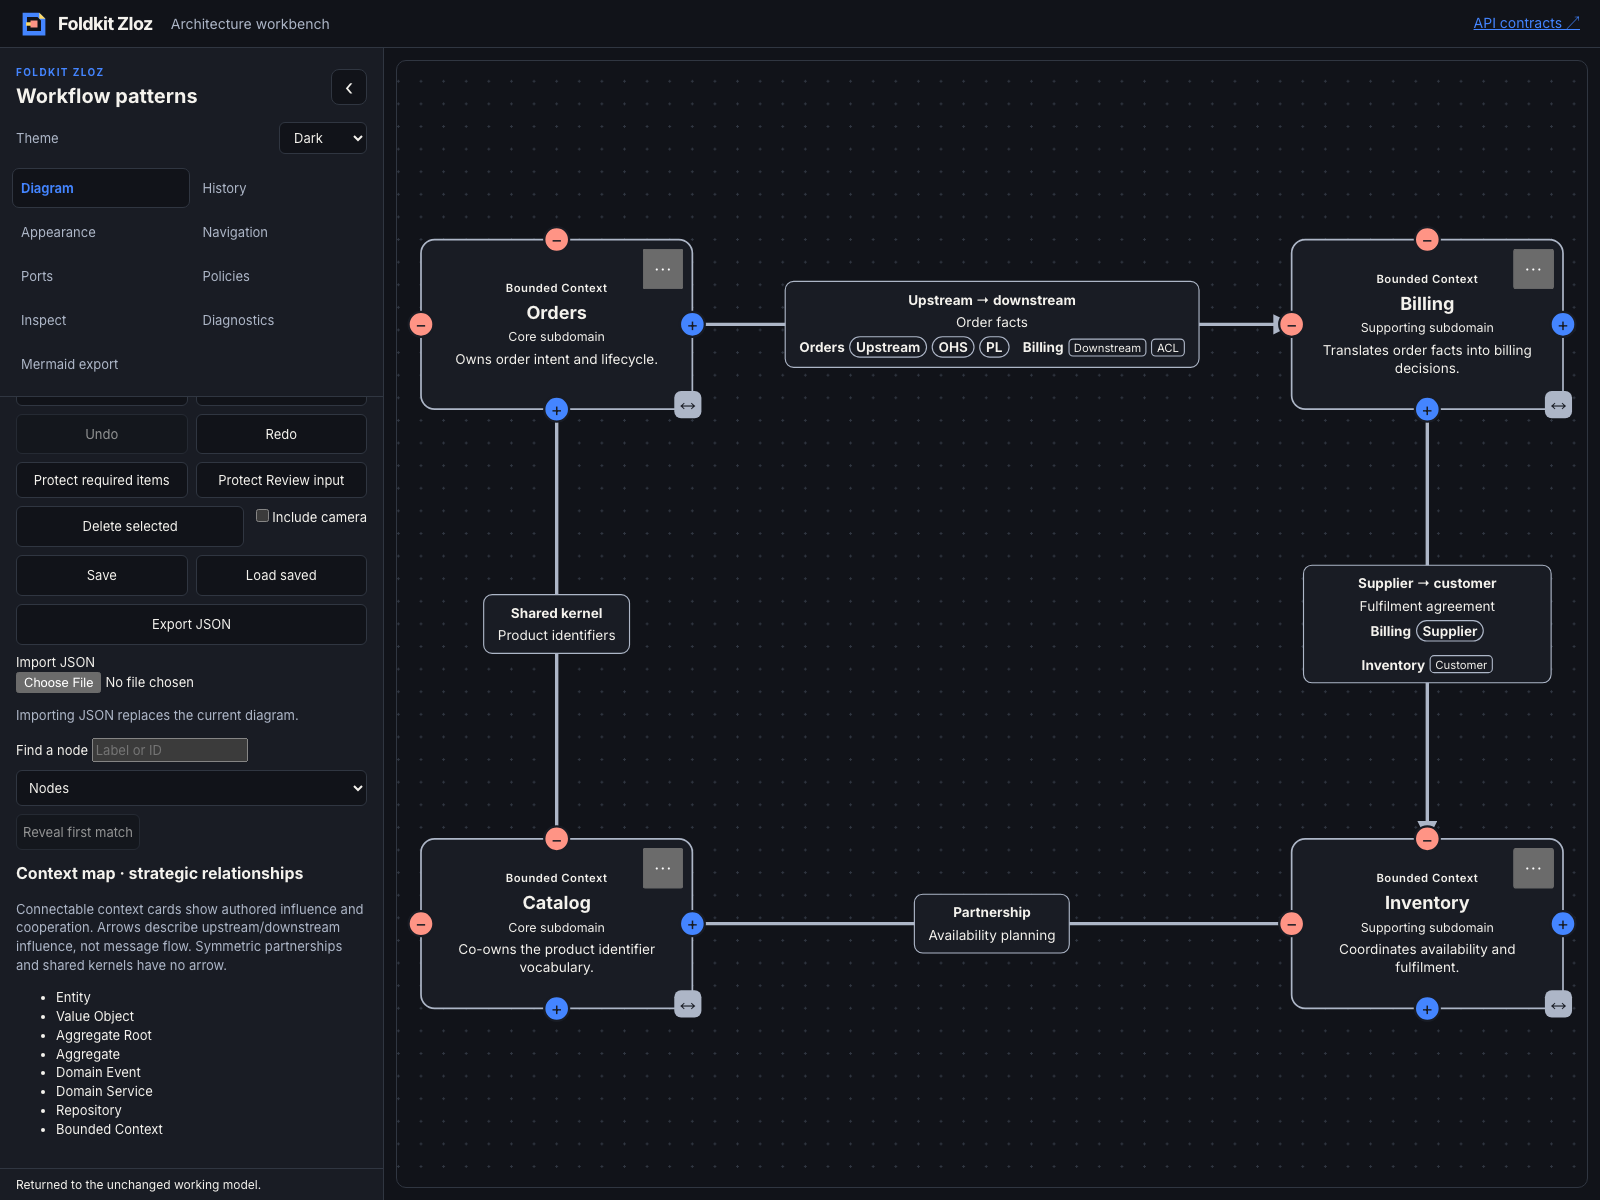 Foldkit Zloz
Architecture workbench
API contracts ↗
FOLDKIT ZLOZ
Workflow patterns
Theme
Dark
Diagram
History
Appearance
Navigation
Ports
Policies
Inspect
Diagnostics
Mermaid export
Undo
Redo
Protect required items
Protect Review input
Delete selected
Include camera
Save
Load saved
Export JSON
Import JSON
Choose File No file chosen
Importing JSON replaces the current diagram.
Find a node Label or ID
Nodes
Reveal first match
Context map · strategic relationships
Connectable context cards show authored influence and
cooperation. Arrows describe upstream/downstream
influence, not message flow. Symmetric partnerships
and shared kernels have no arrow.
• Entity
• Value Object
• Aggregate Root
• Aggregate
• Domain Event
• Domain Service
• Repository
• Bounded Context
Returned to the unchanged working model.
Bounded Context
Orders
Core subdomain
Owns order intent and lifecycle.
Upstream → downstream
Order facts
Orders Upstream OHS PL Billing Downstream ACL
Bounded Context
Billing
Supporting subdomain
Translates order facts into billing
decisions.
Shared kernel
Product identifiers
Supplier → customer
Fulfilment agreement
Billing Supplier
Inventory Customer
Bounded Context
Catalog
Core subdomain
Co-owns the product identifier
vocabulary.
Partnership
Availability planning
Bounded Context
Inventory
Supporting subdomain
Coordinates availability and
fulfilment.